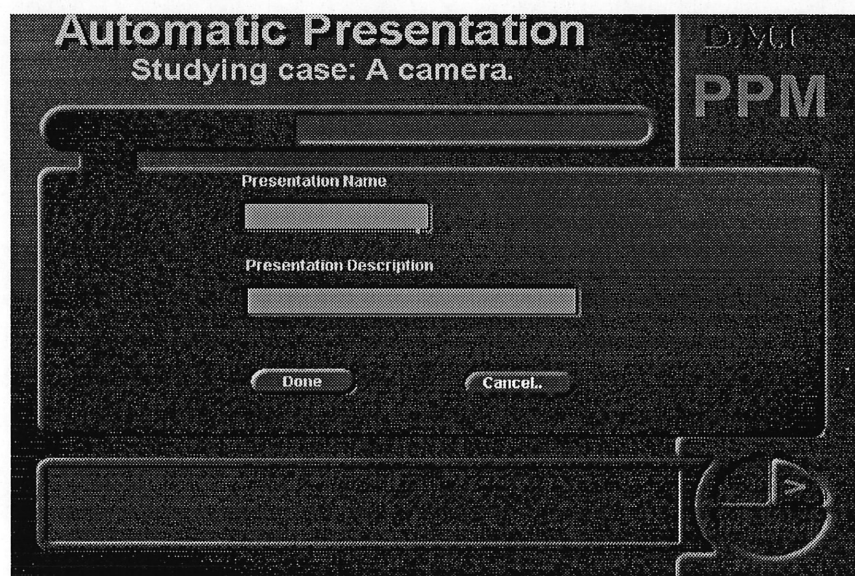 Automatic Presentation
Studying case: A camera.
PPM
Presentation Name
Presentation Description
Done
Cancel..
>